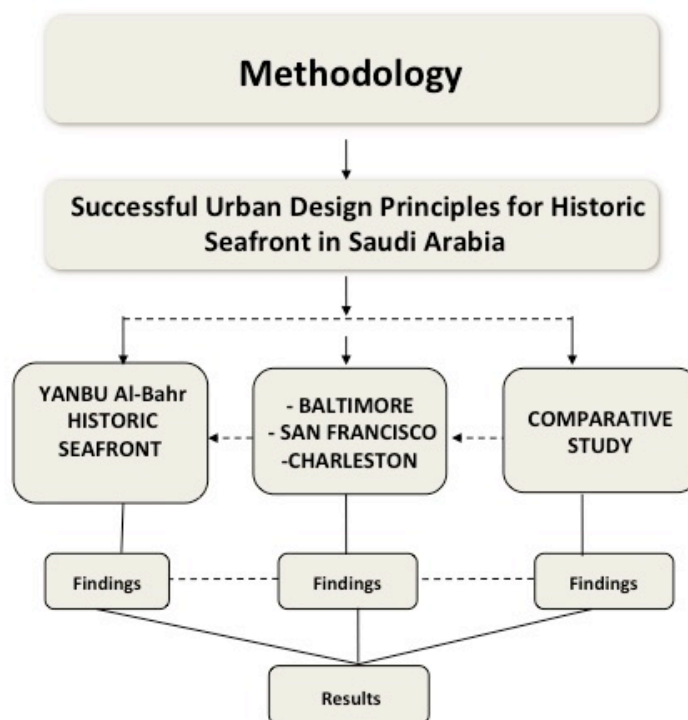 Methodology
Successful Urban Design Principles for Historic
Seafront in Saudi Arabia
YANBU Al-Bahr
HISTORIC
SEAFRONT
- BALTIMORE
- SAN FRANCISCO
-CHARLESTON
COMPARATIVE
STUDY
Findings
Findings
Findings
Results